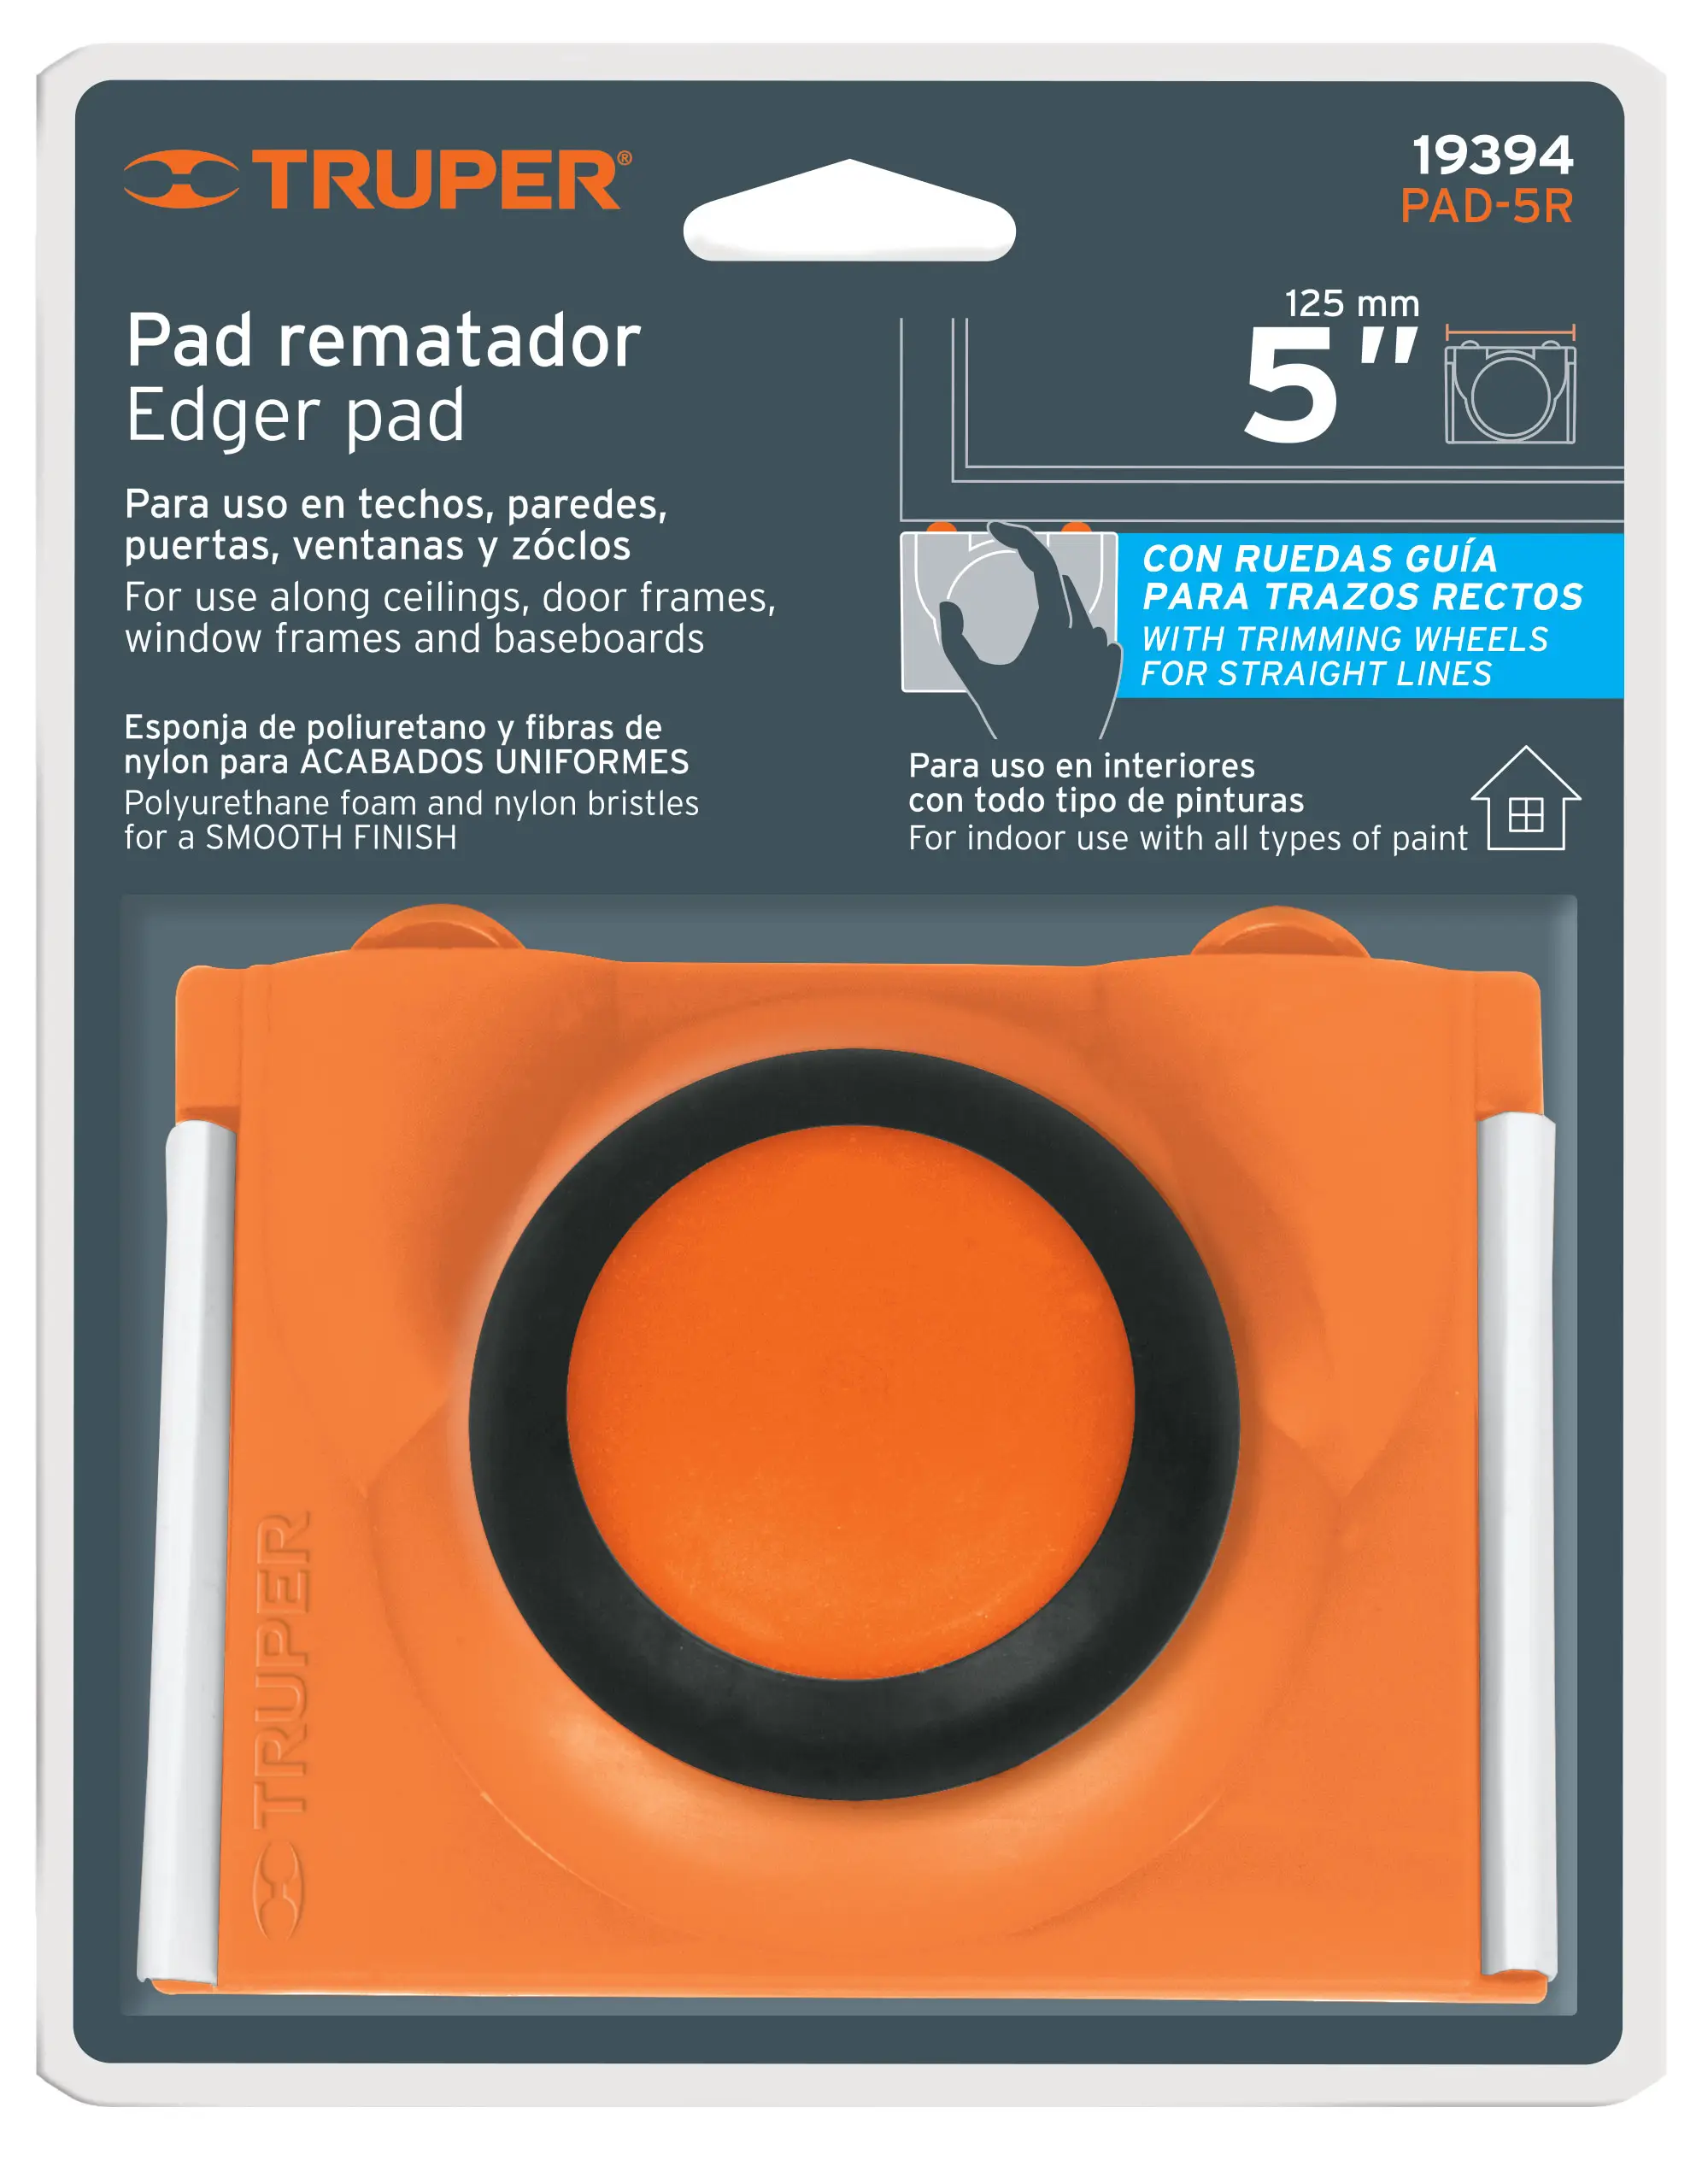 TRUPER®
19394
PAD-5R
Pad rematador
Edger pad
125 mm
5"
Para uso en techos, paredes,
puertas, ventanas y zóclos
For use along ceilings, door frames,
window frames and baseboards
CON RUEDAS GUÍA
PARA TRAZOS RECTOS
WITH TRIMMING WHEELS
FOR STRAIGHT LINES
Esponja de poliuretano y fibras de
nylon para ACABADOS UNIFORMES
Polyurethane foam and nylon bristles
for a SMOOTH FINISH
Para uso en interiores
con todo tipo de pinturas
For indoor use with all types of paint
TRUPER